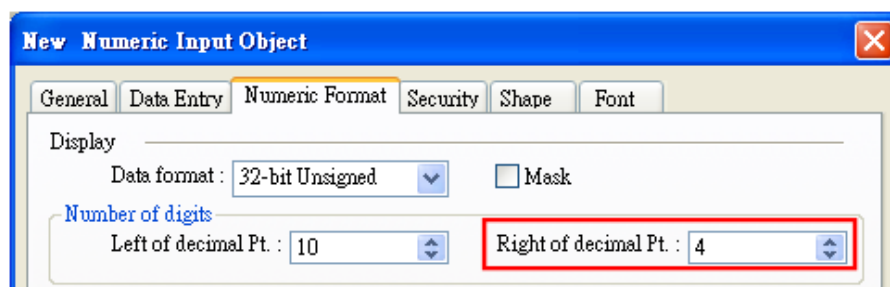 New Numeric Input Object
General Data Entry Numeric Format Security Shape Font
Display
Data format : 32-bit Unsigned Mask
Number of digits
Left of decimal Pt. : 10 Right of decimal Pt. : 4